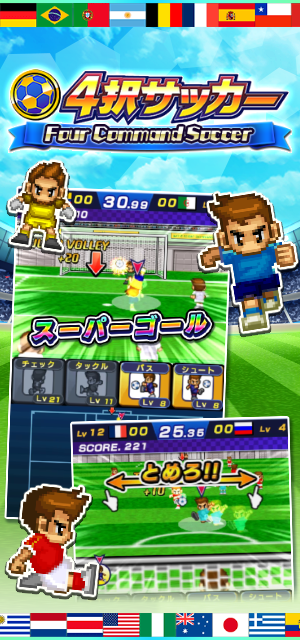 4択サッカー
Four Command Soccer
00 30.99 00
VOLLEY
+20
スーパーゴール
チェック タックル パス シュート
Lv 21 Lv 11 Lv 8 Lv 8
Lv 12 00 25.35 00 Lv 4
SCORE. 221
とめろ!!
+10